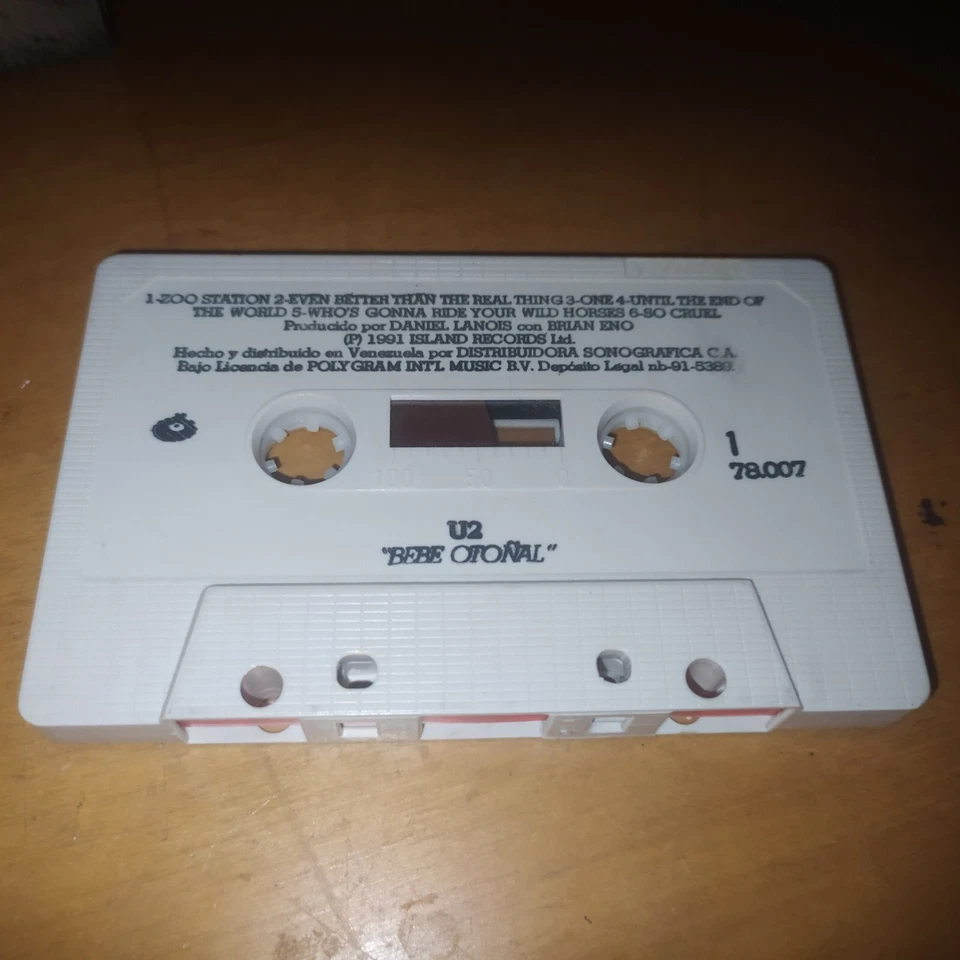 1-ZOO STATION 2-EVEN BETTER THAN THE REAL THING 3-ONE 4-UNTIL THE END OF
THE WORLD 5-WHO'S GONNA RIDE YOUR WILD HORSES 6-SO CRUEL
Producido por DANIEL LANOIS con BRIAN ENO
(P) 1991 ISLAND RECORDS Ltd.
Hecho y distribuido en Venezuela por DISTRIBUIDORA SONOGRAFICA C.A.
Bajo Licencia de POLYGRAM INT'L MUSIC B.V. Depósito Legal nb-91-5380.
1
78.007
100 50 0
U2
"BEBE OTOÑAL"